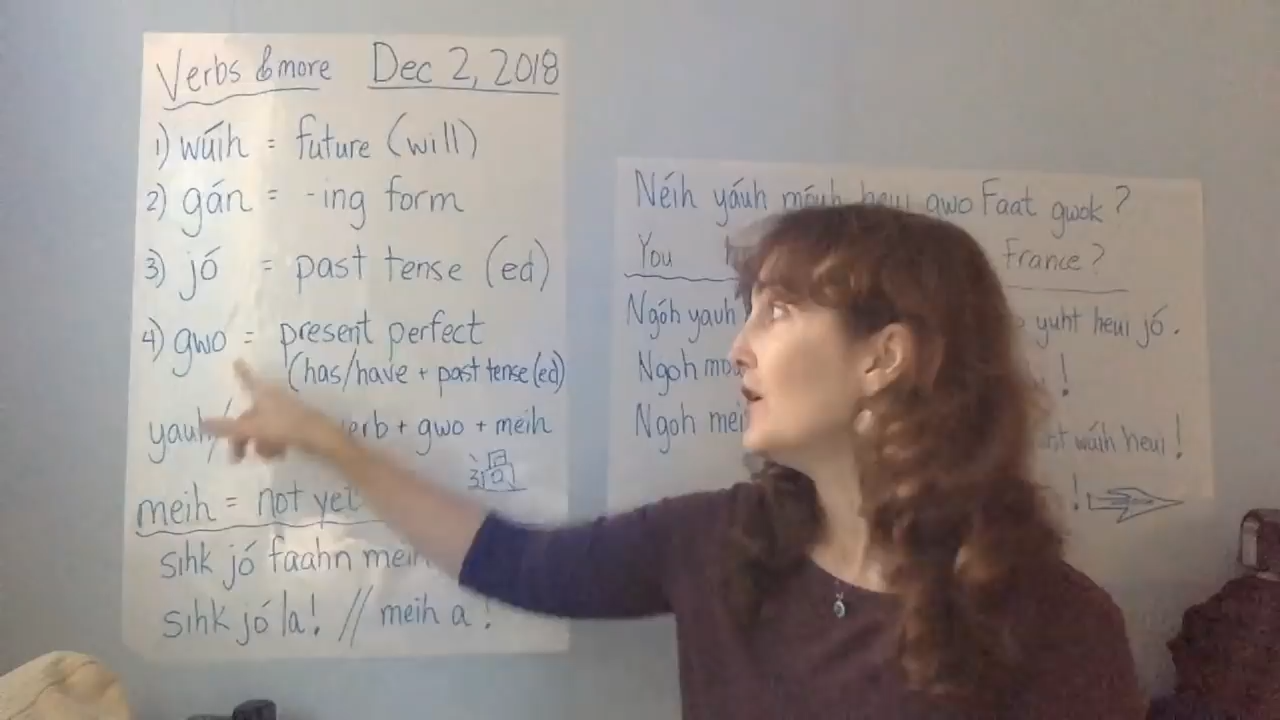 Verbs & more Dec 2, 2018
1) wúih = future (will)
2) gán = -ing form
3) jó = past tense (ed)
4) gwo = present perfect
(has/have + past tense (ed)
yauh/ verb + gwo + meih
meih = not yet
sihk jó faahn meih
sihk jó la! // meih a!
Néih yáuh móuh heui gwo Faat gwok?
You France?
Ngóh yauh yuht heui jó.
Ngoh !
Ngoh meih wúih heui!
!